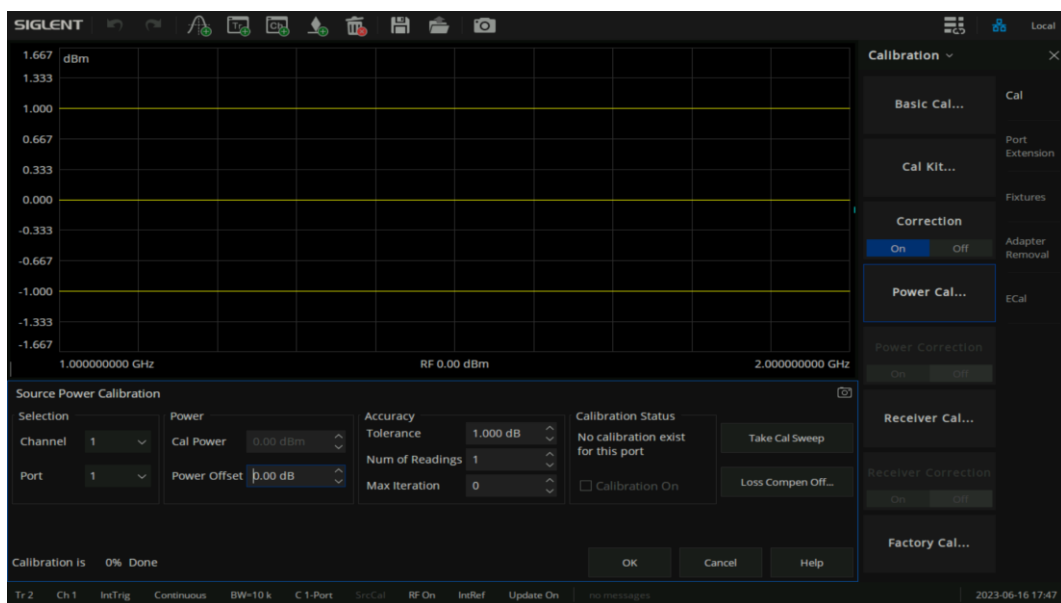 SIGLENT Tr Cb Local
1.667 dBm
1.333
1.000
0.667
0.333
0.000
-0.333
-0.667
-1.000
-1.333
-1.667
1.000000000 GHz RF 0.00 dBm 2.000000000 GHz
Calibration
Basic Cal...
Cal Kit...
Correction
On Off
Power Cal...
Power Correction
On Off
Receiver Cal...
Receiver Correction
On Off
Factory Cal...
Cal
Port
Extension
Fixtures
Adapter
Removal
ECal
Source Power Calibration
Selection
Channel 1
Port 1
Power
Cal Power 0.00 dBm
Power Offset 0.00 dB
Accuracy
Tolerance 1.000 dB
Num of Readings 1
Max Iteration 0
Calibration Status
No calibration exist
for this port
Calibration On
Take Cal Sweep
Loss Compen Off...
Calibration is 0% Done
OK Cancel Help
Tr 2 Ch 1 IntTrig Continuous BW=10 k C 1-Port SrcCal RF On IntRef Update On no messages 2023-06-16 17:47